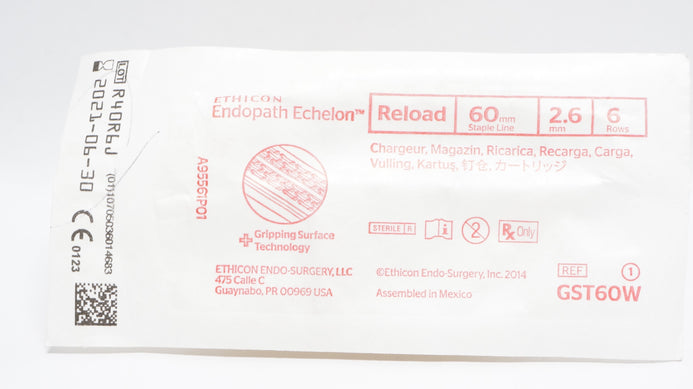 LOT R40R6J
2021-06-30
(01)10705036014683
CE 0123
ETHICON
Endopath Echelon™
Reload
60mm
Staple Line
2.6
mm
6
Rows
Chargeur, Magazin, Ricarica, Recarga, Carga,
Vulling, Kartuş, 钉仓, カートリッジ
A9556P01
Gripping Surface
Technology
STERILE R
i
2
Rx Only
ETHICON ENDO-SURGERY, LLC
475 Calle C
Guaynabo, PR 00969 USA
©Ethicon Endo-Surgery, Inc. 2014
Assembled in Mexico
REF
1
GST60W